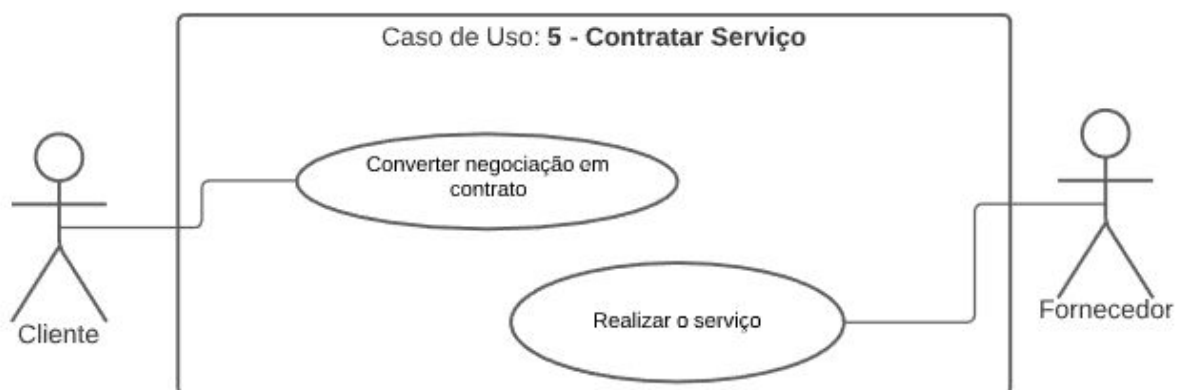 Caso de Uso: 5 - Contratar Serviço
Converter negociação em
contrato
Realizar o serviço
Cliente
Fornecedor